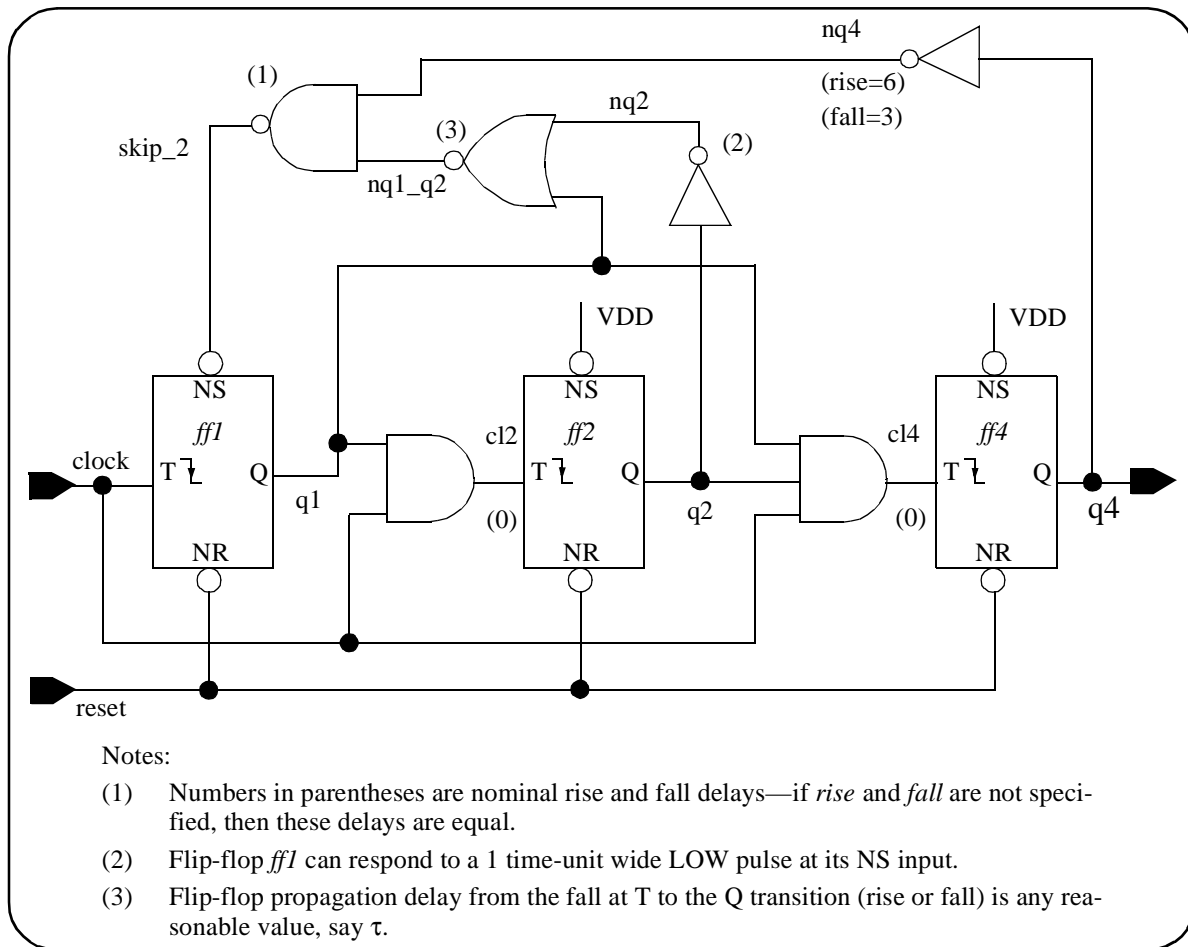 nq4
(1)
(rise=6)
nq2
(fall=3)
(3)
(2)
skip_2
nq1_q2
VDD
VDD
NS
NS
NS
ff1
cl2
ff2
cl4
ff4
clock
T
Q
T
Q
T
Q
q1
(0)
q2
(0)
q4
NR
NR
NR
reset
Notes:
(1) Numbers in parentheses are nominal rise and fall delays—if rise and fall are not speci-
fied, then these delays are equal.
(2) Flip-flop ff1 can respond to a 1 time-unit wide LOW pulse at its NS input.
(3) Flip-flop propagation delay from the fall at T to the Q transition (rise or fall) is any rea-
sonable value, say τ.